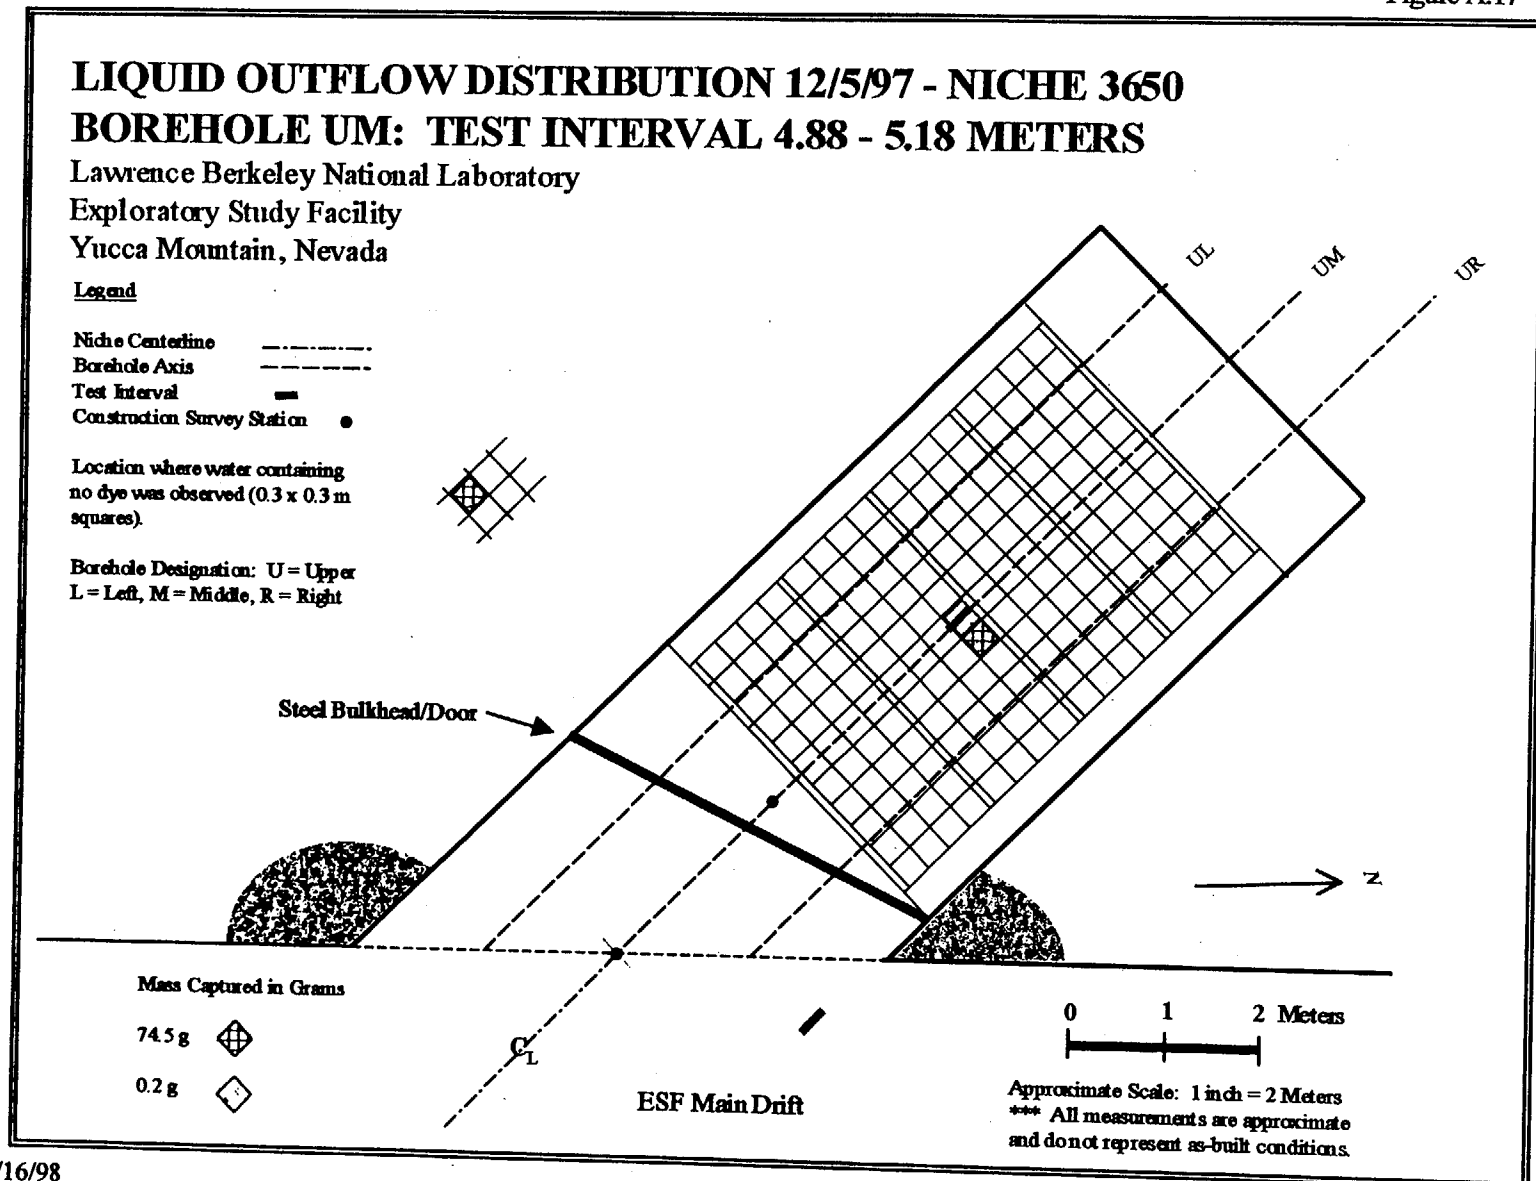 Figure A.17
LIQUID OUTFLOW DISTRIBUTION 12/5/97 - NICHE 3650
BOREHOLE UM: TEST INTERVAL 4.88 - 5.18 METERS
Lawrence Berkeley National Laboratory
Exploratory Study Facility
Yucca Mountain, Nevada
Legend
Niche Centerline
Borehole Axis
Test Interval
Construction Survey Station
Location where water containing
no dye was observed (0.3 x 0.3 m
squares).
Borehole Designation: U = Upper
L = Left, M = Middle, R = Right
UL
UM
UR
Steel Bulkhead/Door
N
Mass Captured in Grams
74.5 g
0.2 g
CL
ESF Main Drift
0 1 2 Meters
Approximate Scale: 1 inch = 2 Meters
*** All measurements are approximate
and do not represent as-built conditions.
/16/98